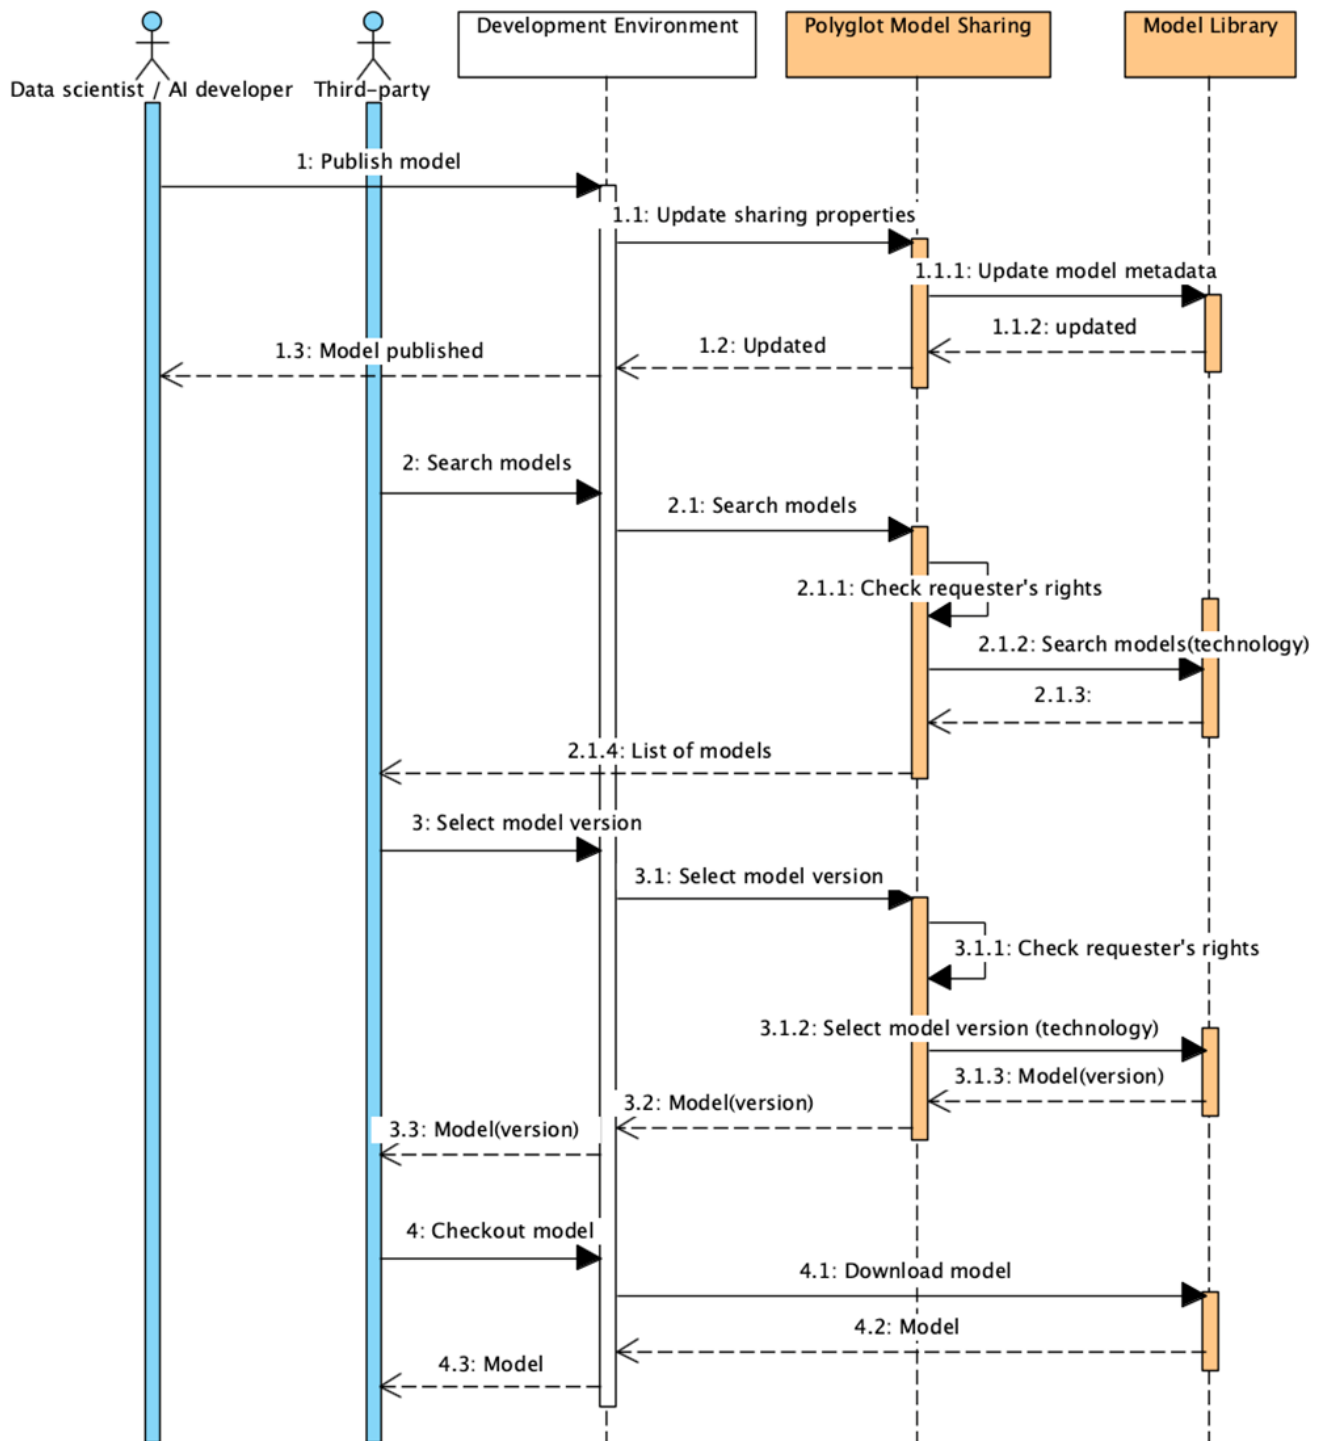 Development Environment
Polyglot Model Sharing
Model Library
Data scientist / AI developer
Third-party
1: Publish model
1.1: Update sharing properties
1.1.1: Update model metadata
1.1.2: updated
1.2: Updated
1.3: Model published
2: Search models
2.1: Search models
2.1.1: Check requester's rights
2.1.2: Search models(technology)
2.1.3:
2.1.4: List of models
3: Select model version
3.1: Select model version
3.1.1: Check requester's rights
3.1.2: Select model version (technology)
3.1.3: Model(version)
3.2: Model(version)
3.3: Model(version)
4: Checkout model
4.1: Download model
4.2: Model
4.3: Model